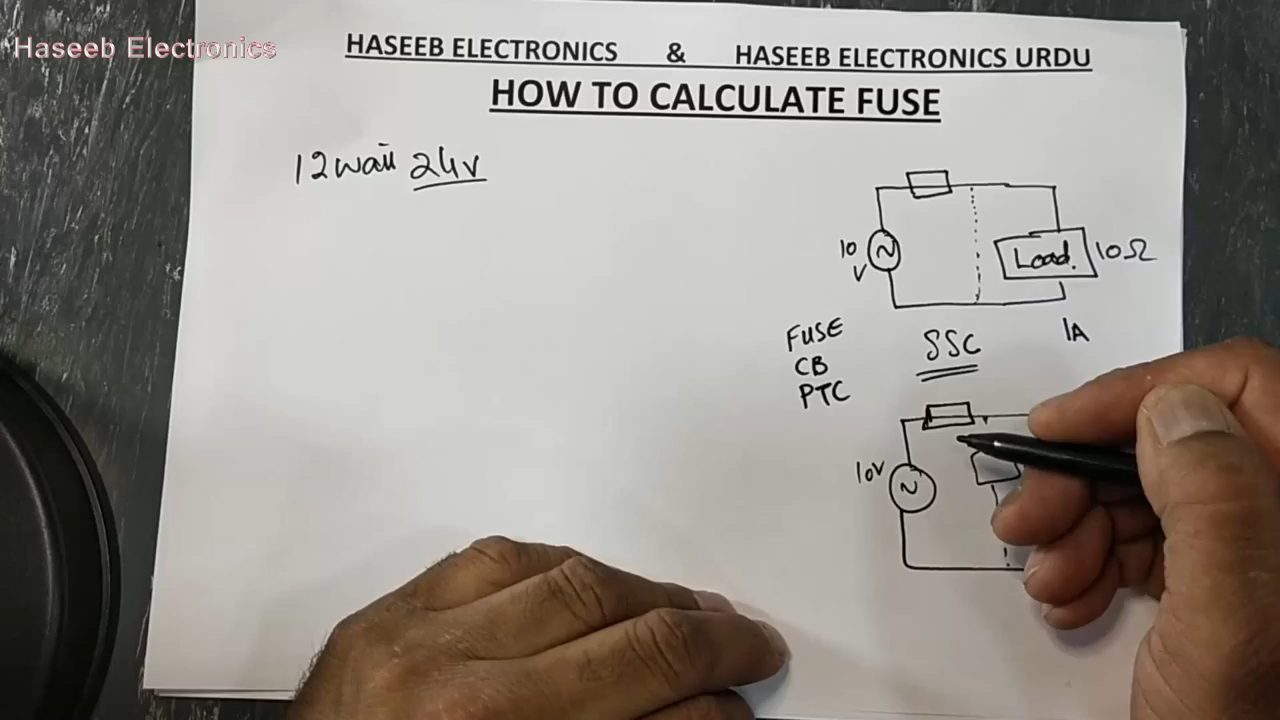 Haseeb Electronics
HASEEB ELECTRONICS & HASEEB ELECTRONICS URDU
HOW TO CALCULATE FUSE
12watt 24v
10
V
Load. 10Ω
FUSE
CB
PTC
SSC
1A
10V